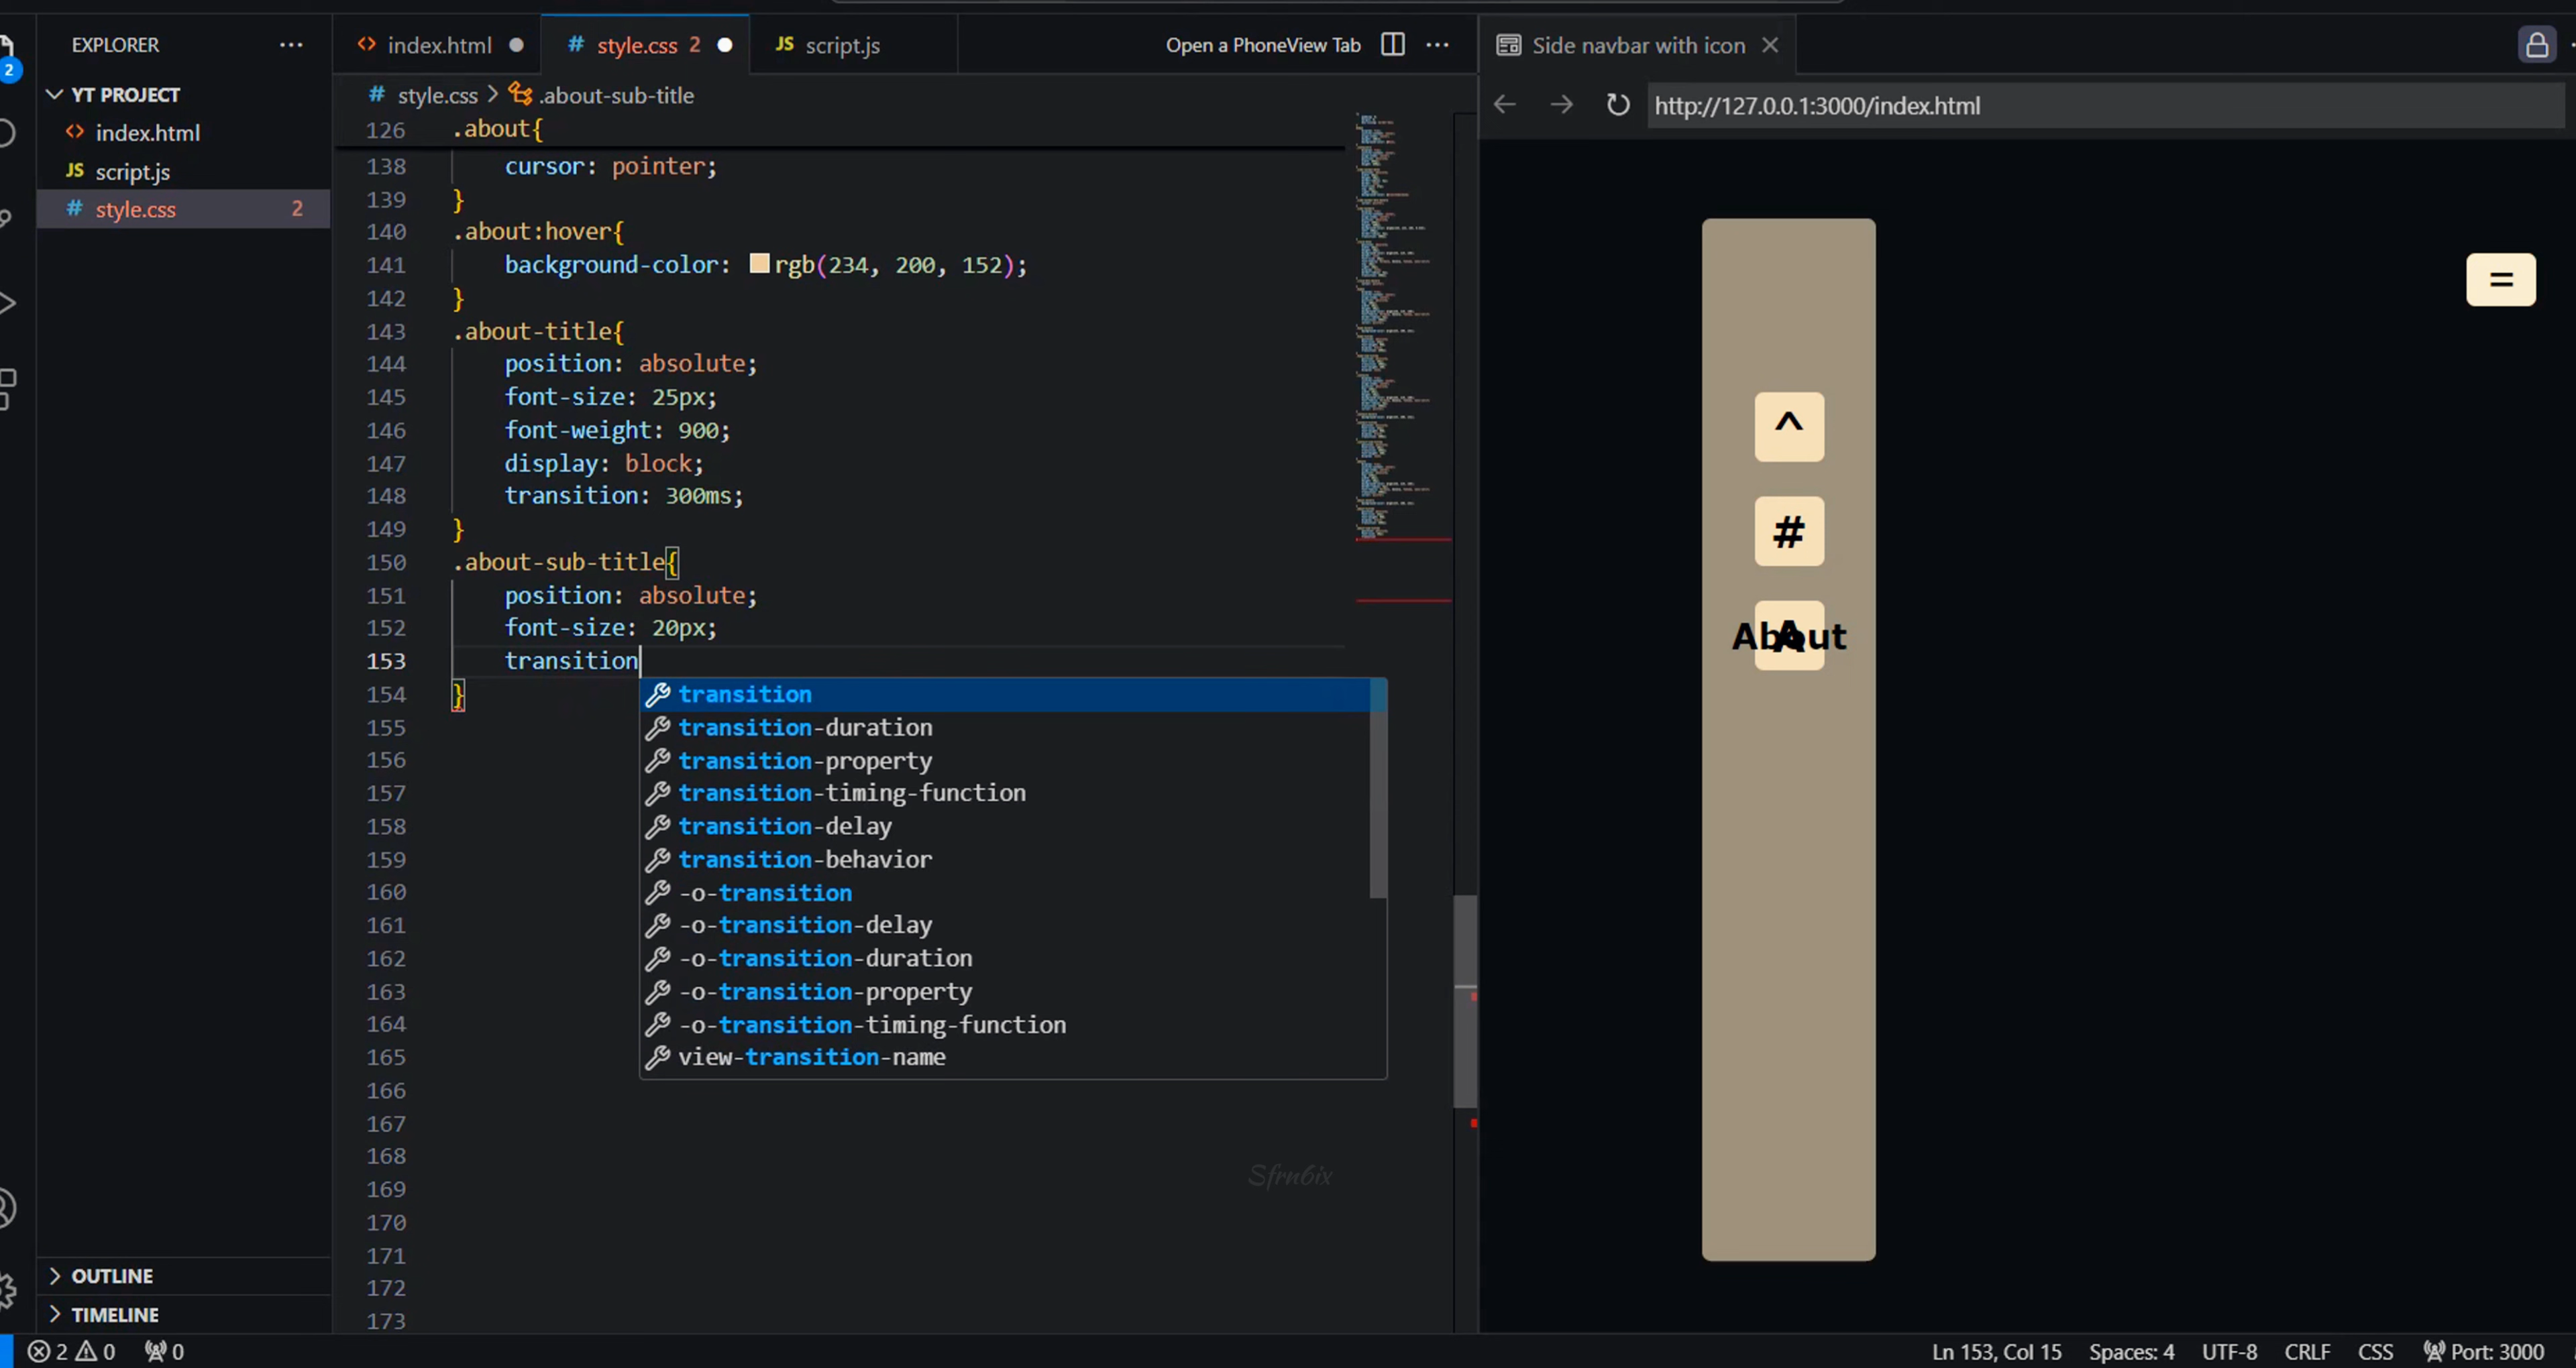 EXPLORER ···
2
YT PROJECT
<> index.html
JS script.js
# style.css 2
OUTLINE
TIMELINE
<> index.html
# style.css 2
JS script.js
Open a PhoneView Tab ···
# style.css > .about-sub-title
126 .about{
138 cursor: pointer;
139 }
140 .about:hover{
141 background-color: rgb(234, 200, 152);
142 }
143 .about-title{
144 position: absolute;
145 font-size: 25px;
146 font-weight: 900;
147 display: block;
148 transition: 300ms;
149 }
150 .about-sub-title{
151 position: absolute;
152 font-size: 20px;
153 transition
154 }
155
156
157
158
159
160
161
162
163
164
165
166
167
168
169
170
171
172
173
transition
transition-duration
transition-property
transition-timing-function
transition-delay
transition-behavior
-o-transition
-o-transition-delay
-o-transition-duration
-o-transition-property
-o-transition-timing-function
view-transition-name
Sfrn6ix
Side navbar with icon
http://127.0.0.1:3000/index.html
=
^
#
A
About
2 0 0
Ln 153, Col 15 Spaces: 4 UTF-8 CRLF CSS Port: 3000